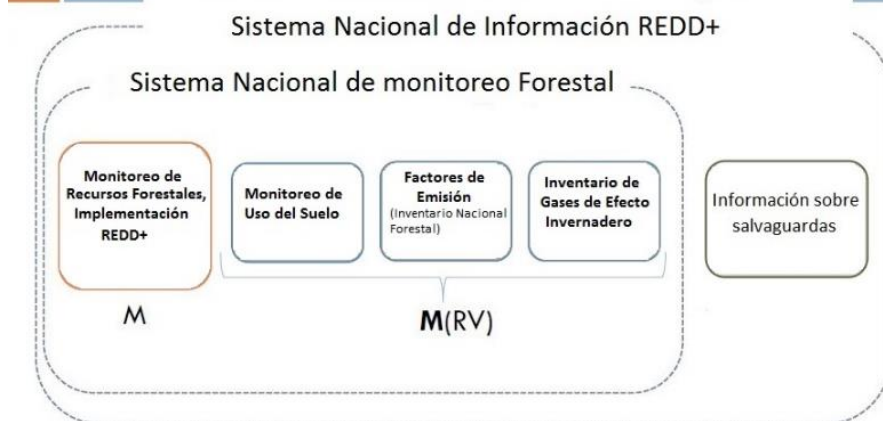 Sistema Nacional de Información REDD+
Sistema Nacional de monitoreo Forestal
Monitoreo de
Recursos Forestales,
Implementación
REDD+
Monitoreo de
Uso del Suelo
Factores de
Emisión
(Inventario Nacional
Forestal)
Inventario de
Gases de Efecto
Invernadero
Información sobre
salvaguardas
M
M(RV)